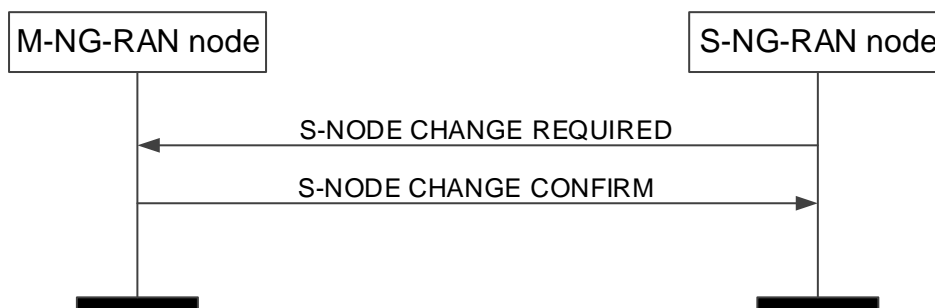 M-NG-RAN node
S-NG-RAN node
S-NODE CHANGE REQUIRED
S-NODE CHANGE CONFIRM